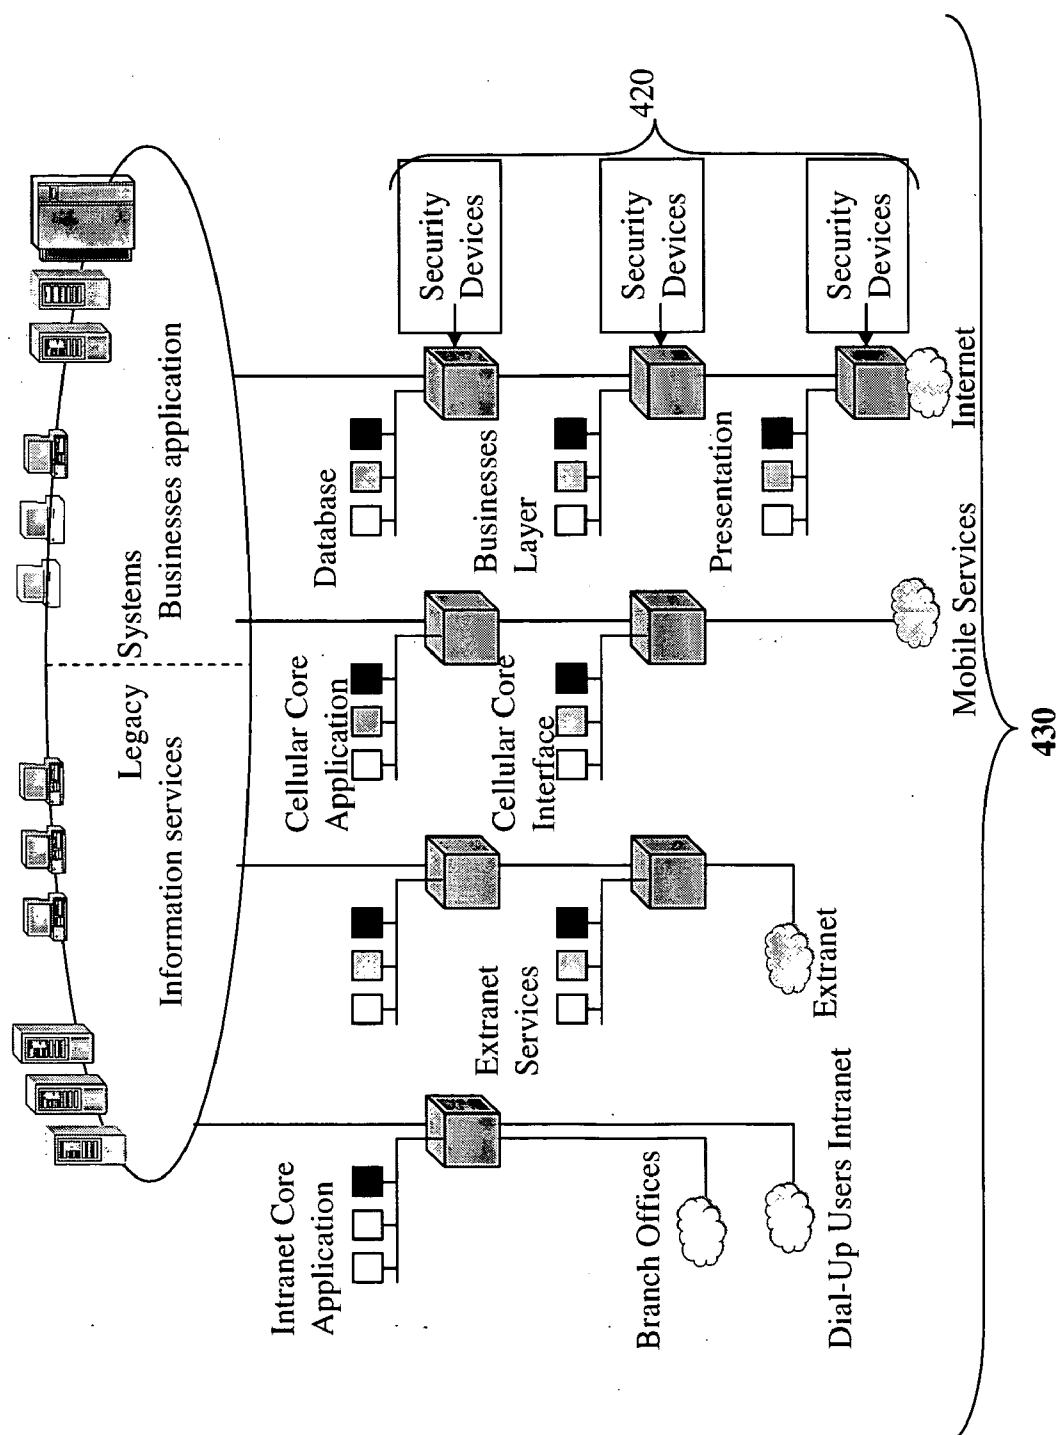 Legacy Systems
Information services
Businesses application
Intranet Core
Application
Cellular Core
Application
Database
Security
Devices
Extranet
Services
Cellular Core
Interface
Businesses
Layer
Security
Devices
420
Branch Offices
Presentation
Security
Devices
Dial-Up Users Intranet
Extranet
Mobile Services
Internet
430